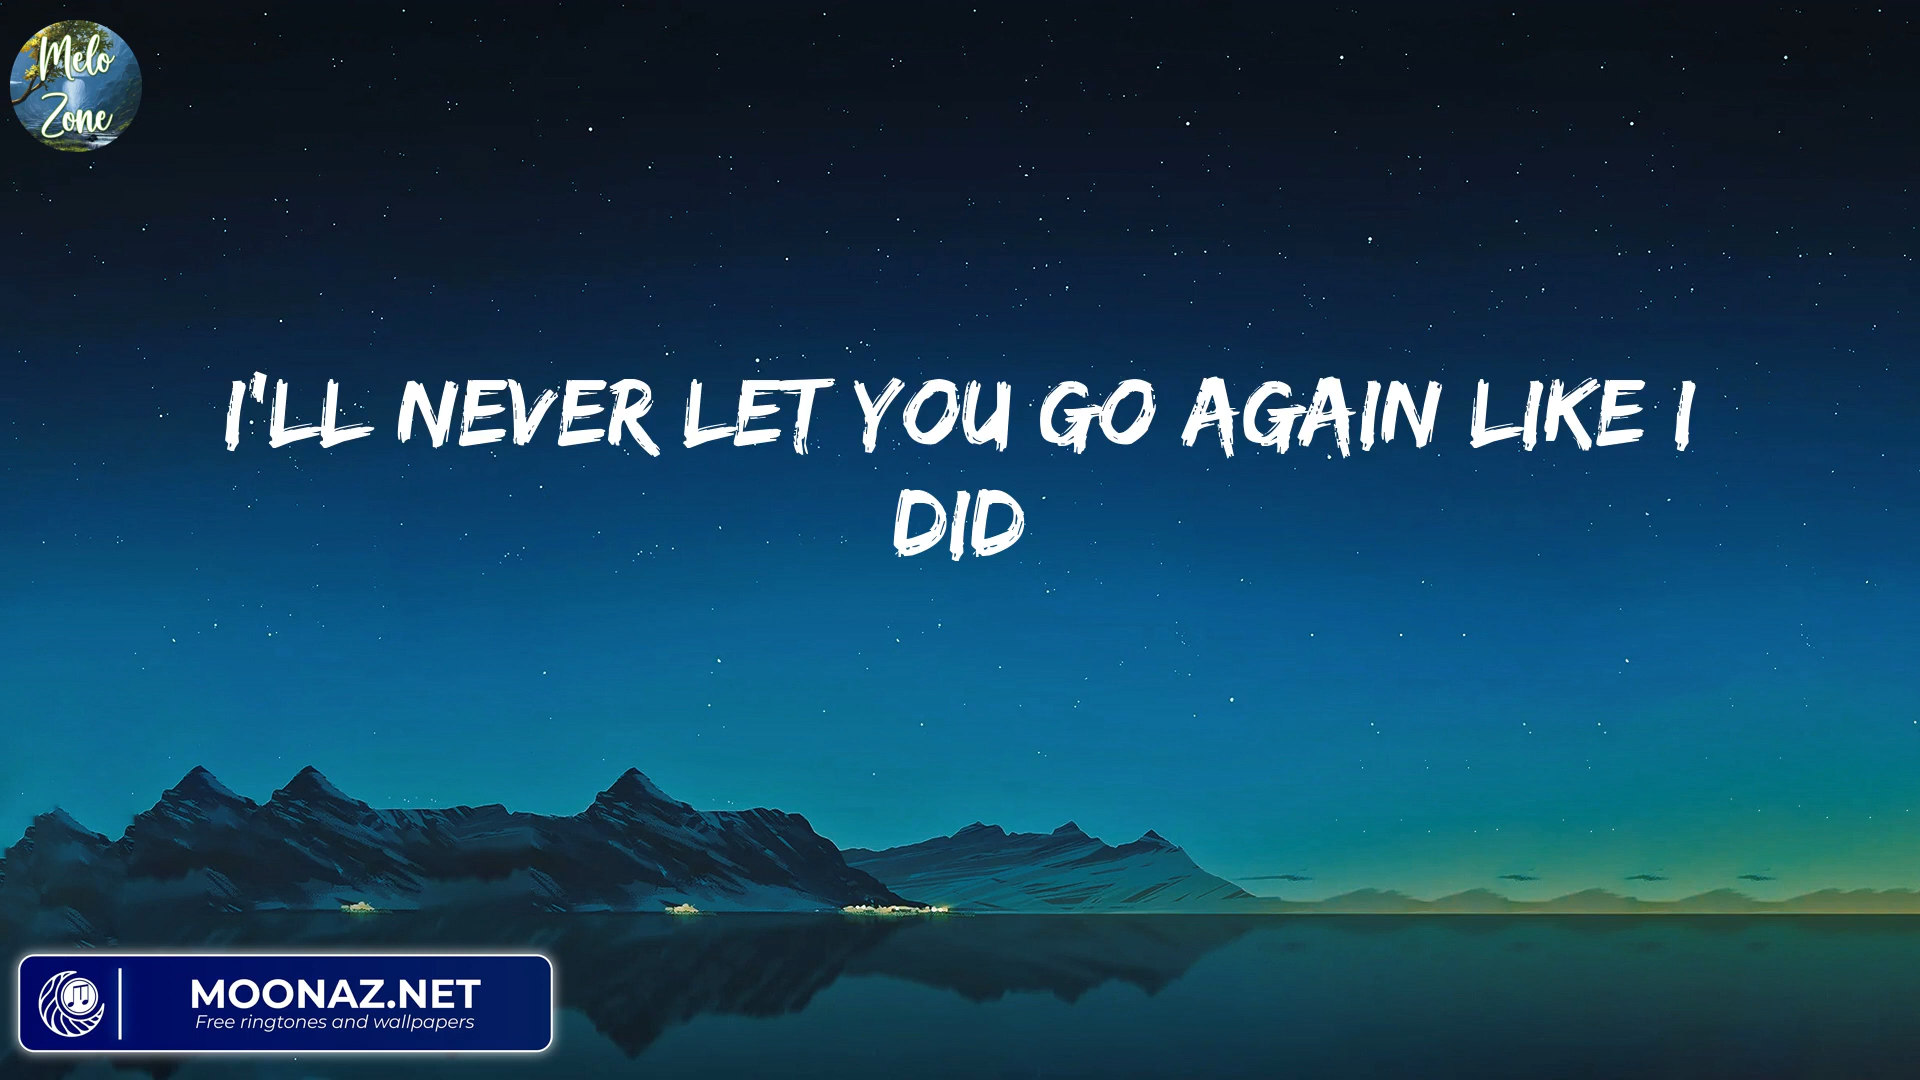 Melo
Zone
I'LL NEVER LET YOU GO AGAIN LIKE I
DID
MOONAZ.NET
Free ringtones and wallpapers